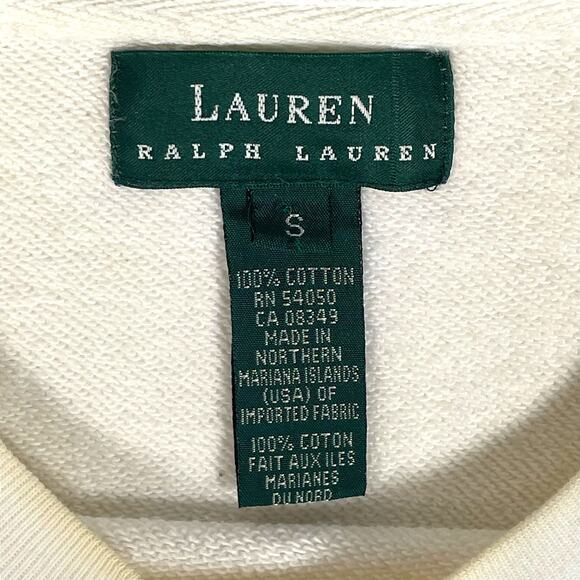 LAUREN
RALPH LAUREN
S
100% COTTON
RN 54050
CA 08349
MADE IN
NORTHERN
MARIANA ISLANDS
(USA) OF
IMPORTED FABRIC
100% COTON
FAIT AUX ILES
MARIANES
DU NORD